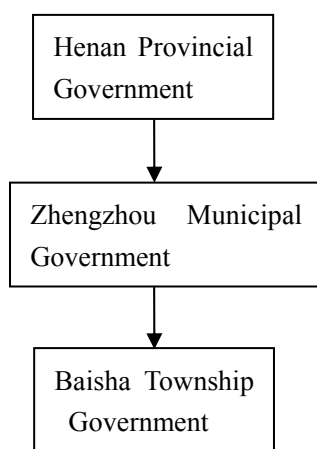 Henan Provincial
Government
Zhengzhou Municipal
Government
Baisha Township
Government